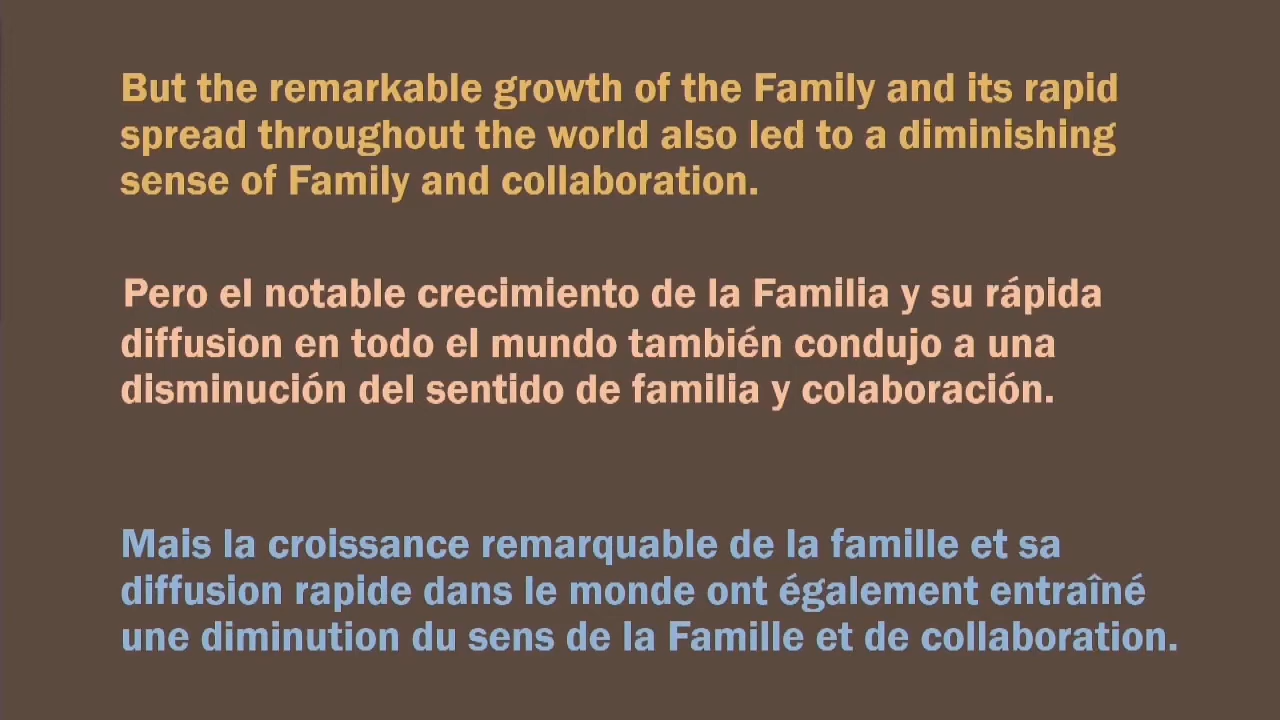 But the remarkable growth of the Family and its rapid
spread throughout the world also led to a diminishing
sense of Family and collaboration.
Pero el notable crecimiento de la Familia y su rápida
diffusion en todo el mundo también condujo a una
disminución del sentido de familia y colaboración.
Mais la croissance remarquable de la famille et sa
diffusion rapide dans le monde ont également entraîné
une diminution du sens de la Famille et de collaboration.